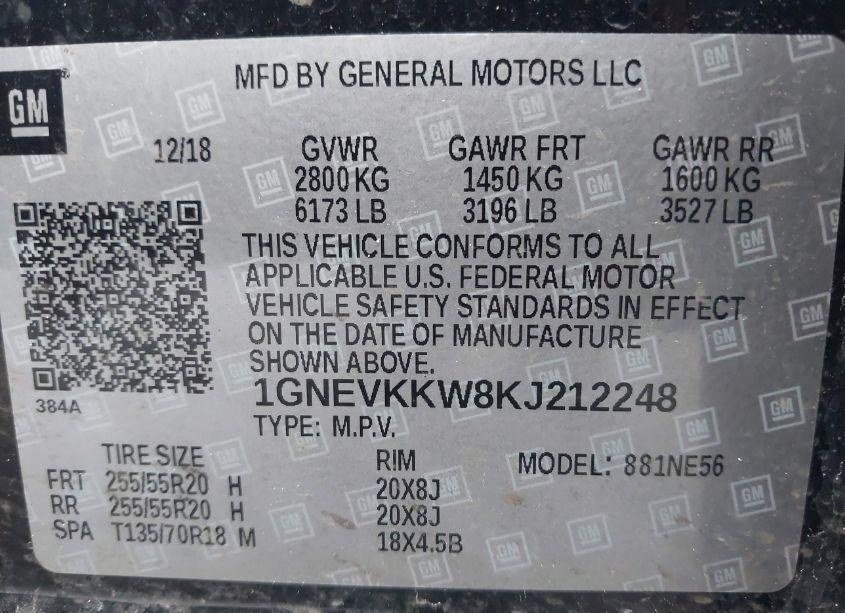 MFD BY GENERAL MOTORS LLC
GM
12/18 GVWR GAWR FRT GAWR RR
2800 KG 1450 KG 1600 KG
6173 LB 3196 LB 3527 LB
THIS VEHICLE CONFORMS TO ALL
APPLICABLE U.S. FEDERAL MOTOR
VEHICLE SAFETY STANDARDS IN EFFECT
ON THE DATE OF MANUFACTURE
SHOWN ABOVE.
384A
1GNEVKKW8KJ212248
TYPE: M.P.V.
TIRE SIZE RIM MODEL: 881NE56
FRT 255/55R20 H 20X8J
RR 255/55R20 H 20X8J
SPA T135/70R18 M 18X4.5B